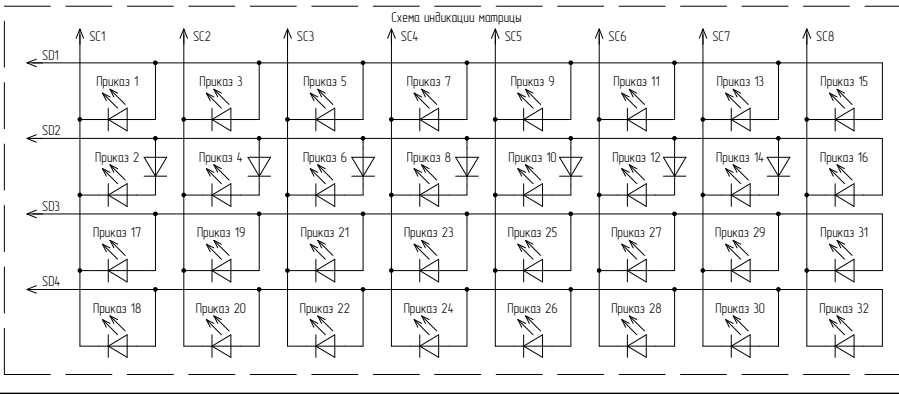 Схема индикации матрицы
SC1 SC2 SC3 SC4 SC5 SC6 SC7 SC8
SD1
Приказ 1 Приказ 3 Приказ 5 Приказ 7 Приказ 9 Приказ 11 Приказ 13 Приказ 15
SD2
Приказ 2 Приказ 4 Приказ 6 Приказ 8 Приказ 10 Приказ 12 Приказ 14 Приказ 16
SD3
Приказ 17 Приказ 19 Приказ 21 Приказ 23 Приказ 25 Приказ 27 Приказ 29 Приказ 31
SD4
Приказ 18 Приказ 20 Приказ 22 Приказ 24 Приказ 26 Приказ 28 Приказ 30 Приказ 32